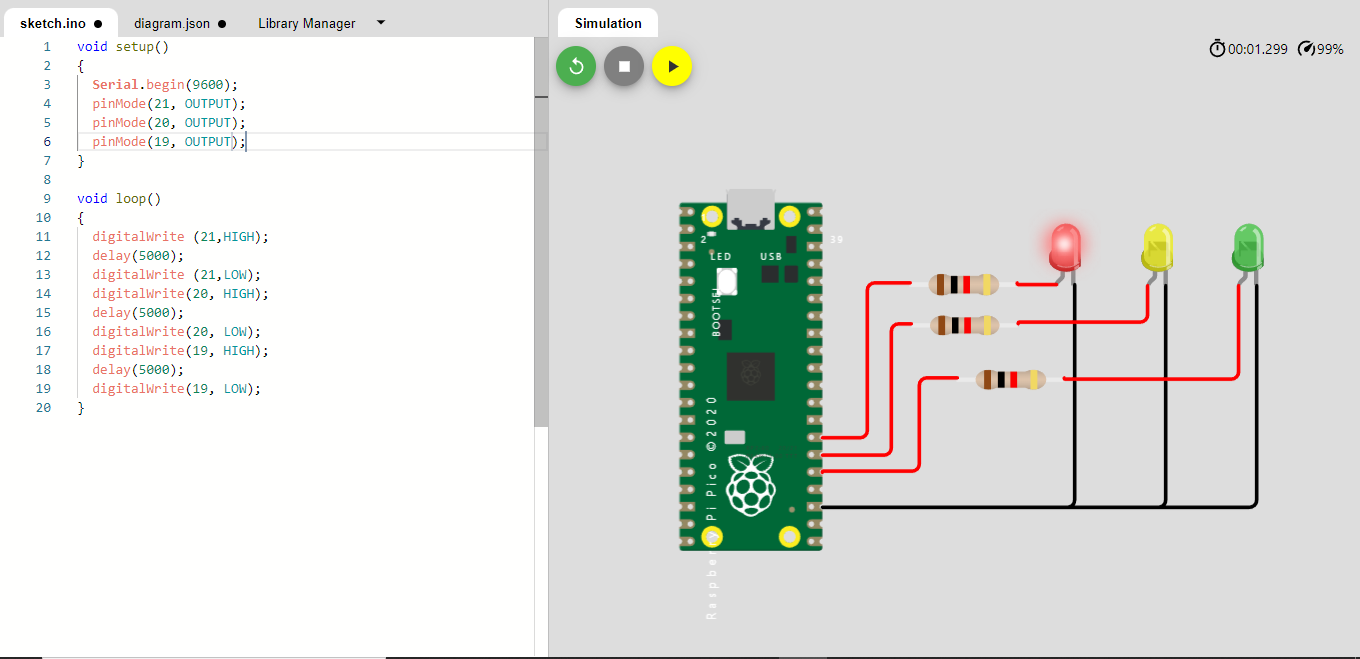 sketch.ino ● diagram.json ● Library Manager
Simulation
00:01.299 99%
1 void setup()
2 {
3 Serial.begin(9600);
4 pinMode(21, OUTPUT);
5 pinMode(20, OUTPUT);
6 pinMode(19, OUTPUT);
7 }
8
9 void loop()
10 {
11 digitalWrite (21,HIGH);
12 delay(5000);
13 digitalWrite (21,LOW);
14 digitalWrite(20, HIGH);
15 delay(5000);
16 digitalWrite(20, LOW);
17 digitalWrite(19, HIGH);
18 delay(5000);
19 digitalWrite(19, LOW);
20 }
2 39
LED USB
BOOTSEL
Raspberry Pi Pico ©2020